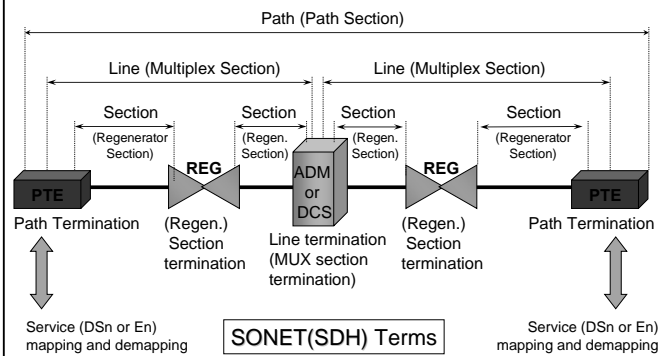 Path (Path Section)
Line (Multiplex Section)
Line (Multiplex Section)
Section
(Regenerator
Section)
Section
(Regen.
Section)
Section
(Regen.
Section)
Section
(Regenerator
Section)
REG
REG
ADM
or
DCS
PTE
PTE
Path Termination
(Regen.)
Section
termination
Line termination
(MUX section
termination)
(Regen.)
Section
termination
Path Termination
Service (DSn or En)
mapping and demapping
SONET(SDH) Terms
Service (DSn or En)
mapping and demapping